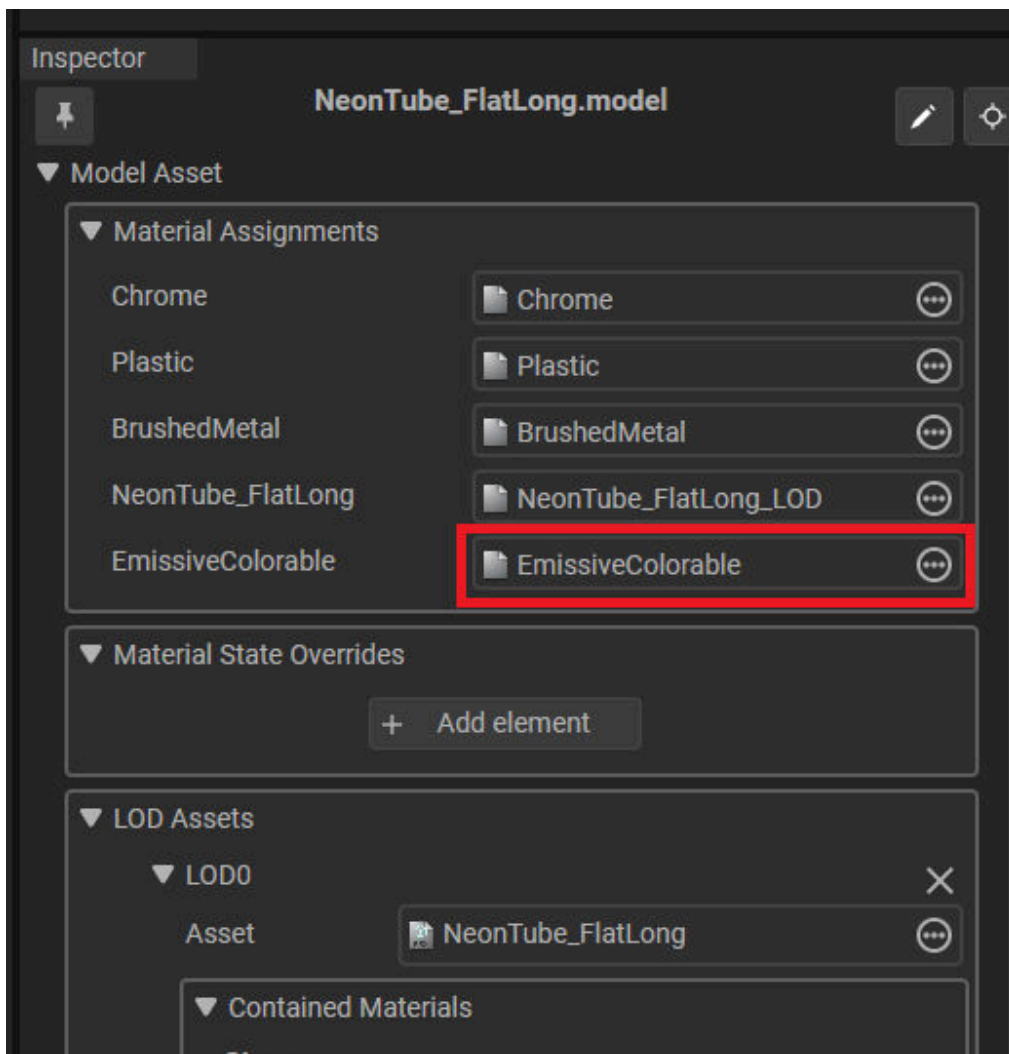 Inspector
NeonTube_FlatLong.model
Model Asset
Material Assignments
Chrome Chrome
Plastic Plastic
BrushedMetal BrushedMetal
NeonTube_FlatLong NeonTube_FlatLong_LOD
EmissiveColorable EmissiveColorable
Material State Overrides
+ Add element
LOD Assets
LOD0
Asset NeonTube_FlatLong
Contained Materials